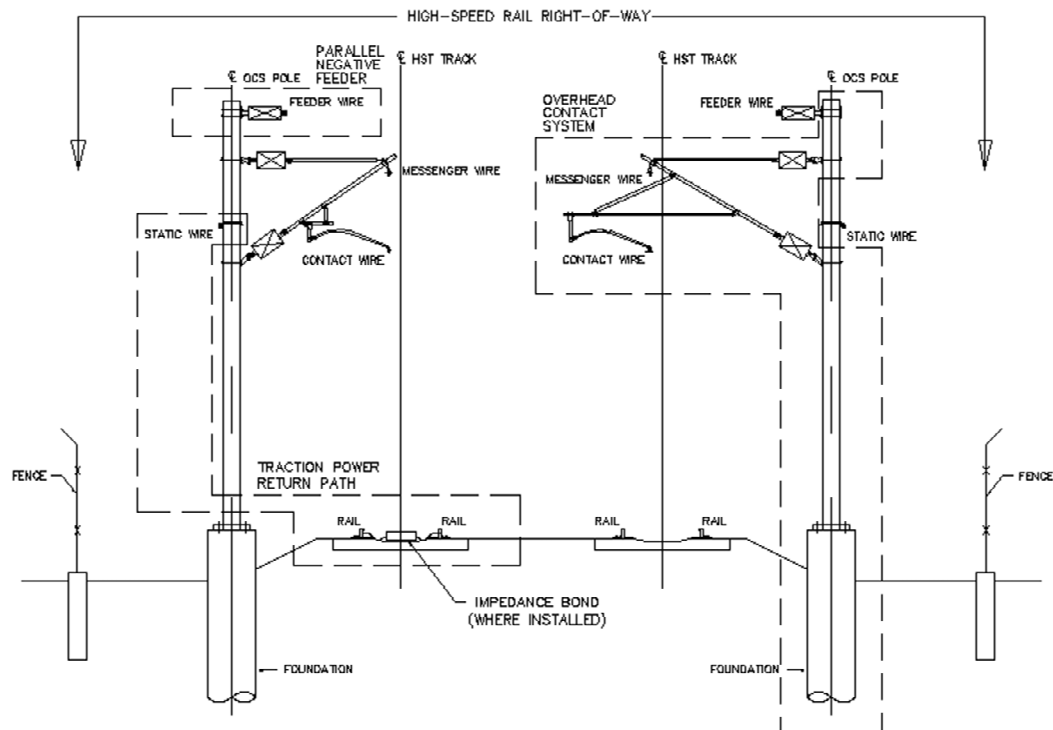 HIGH-SPEED RAIL RIGHT-OF-WAY
PARALLEL
NEGATIVE
FEEDER
℄ OCS POLE
℄ HST TRACK
℄ HST TRACK
℄ OCS POLE
FEEDER WIRE
OVERHEAD
CONTACT
SYSTEM
FEEDER WIRE
MESSENGER WIRE
MESSENGER WIRE
STATIC WIRE
STATIC WIRE
CONTACT WIRE
CONTACT WIRE
TRACTION POWER
RETURN PATH
FENCE
FENCE
RAIL
RAIL
RAIL
RAIL
IMPEDANCE BOND
(WHERE INSTALLED)
FOUNDATION
FOUNDATION